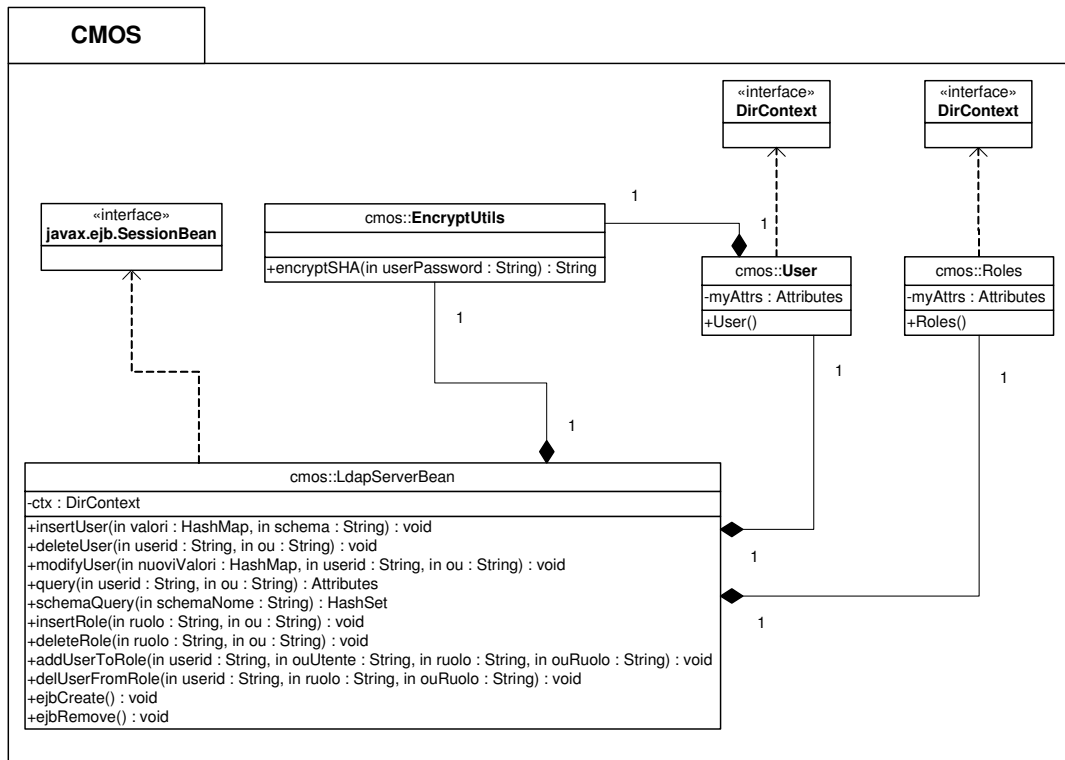 CMOS
«interface»
DirContext
«interface»
DirContext
«interface»
javax.ejb.SessionBean
cmos::EncryptUtils
+encryptSHA(in userPassword : String) : String
1
1
cmos::User
-myAttrs : Attributes
+User()
cmos::Roles
-myAttrs : Attributes
+Roles()
1
1
1
1
cmos::LdapServerBean
-ctx : DirContext
+insertUser(in valori : HashMap, in schema : String) : void
+deleteUser(in userid : String, in ou : String) : void
+modifyUser(in nuoviValori : HashMap, in userid : String, in ou : String) : void
+query(in userid : String, in ou : String) : Attributes
+schemaQuery(in schemaNome : String) : HashSet
+insertRole(in ruolo : String, in ou : String) : void
+deleteRole(in ruolo : String, in ou : String) : void
+addUserToRole(in userid : String, in ouUtente : String, in ruolo : String, in ouRuolo : String) : void
+delUserFromRole(in userid : String, in ruolo : String, in ouRuolo : String) : void
+ejbCreate() : void
+ejbRemove() : void
1
1